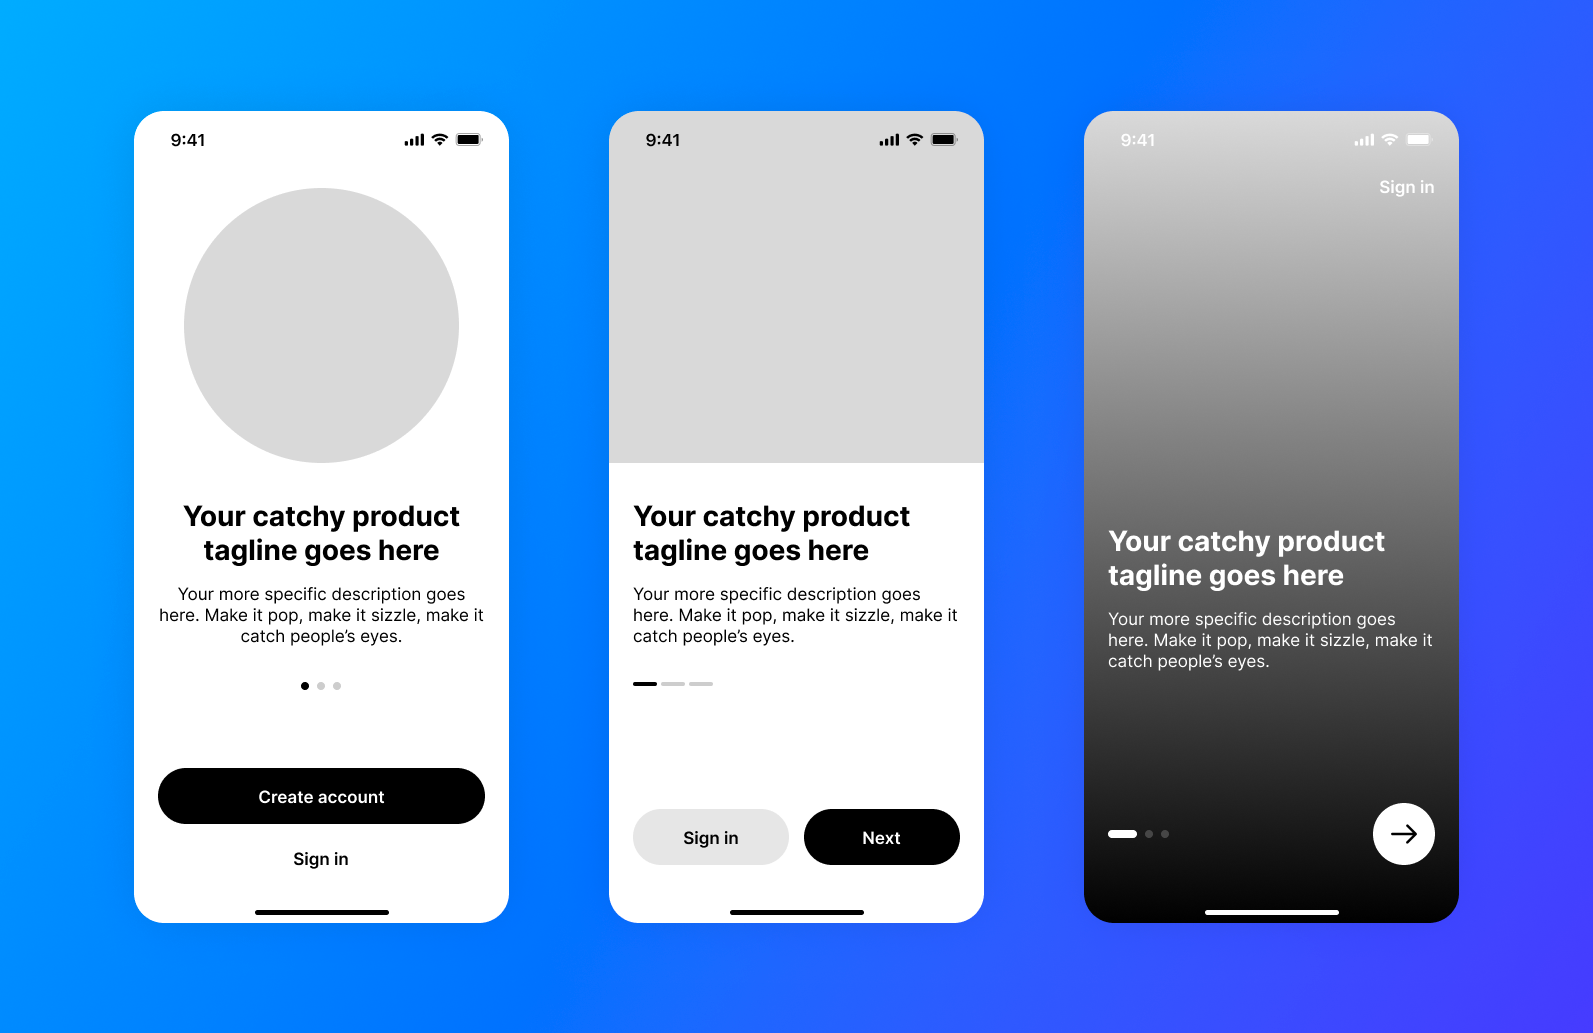 9:41
Your catchy product
tagline goes here
Your more specific description goes
here. Make it pop, make it sizzle, make it
catch people’s eyes.
Create account
Sign in
9:41
Your catchy product
tagline goes here
Your more specific description goes
here. Make it pop, make it sizzle, make it
catch people’s eyes.
Sign in
Next
9:41
Sign in
Your catchy product
tagline goes here
Your more specific description goes
here. Make it pop, make it sizzle, make it
catch people’s eyes.